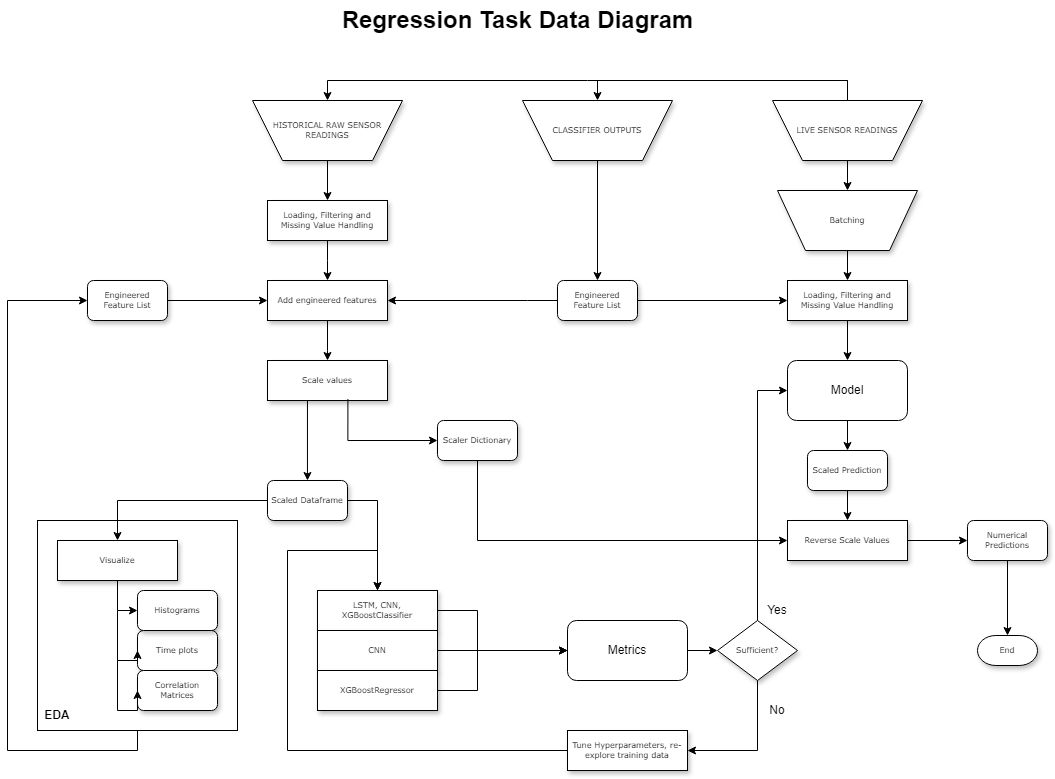 Regression Task Data Diagram
HISTORICAL RAW SENSOR
READINGS
CLASSIFIER OUTPUTS
LIVE SENSOR READINGS
Loading, Filtering and
Missing Value Handling
Batching
Engineered
Feature List
Add engineered features
Engineered
Feature List
Loading, Filtering and
Missing Value Handling
Scale values
Model
Scaler Dictionary
Scaled Prediction
Scaled Dataframe
Reverse Scale Values
Numerical
Predictions
Visualize
Histograms
Time plots
Correlation
Matrices
EDA
LSTM, CNN,
XGBoostClassifier
CNN
XGBoostRegressor
Metrics
Sufficient?
Yes
No
End
Tune Hyperparameters, re-
explore training data